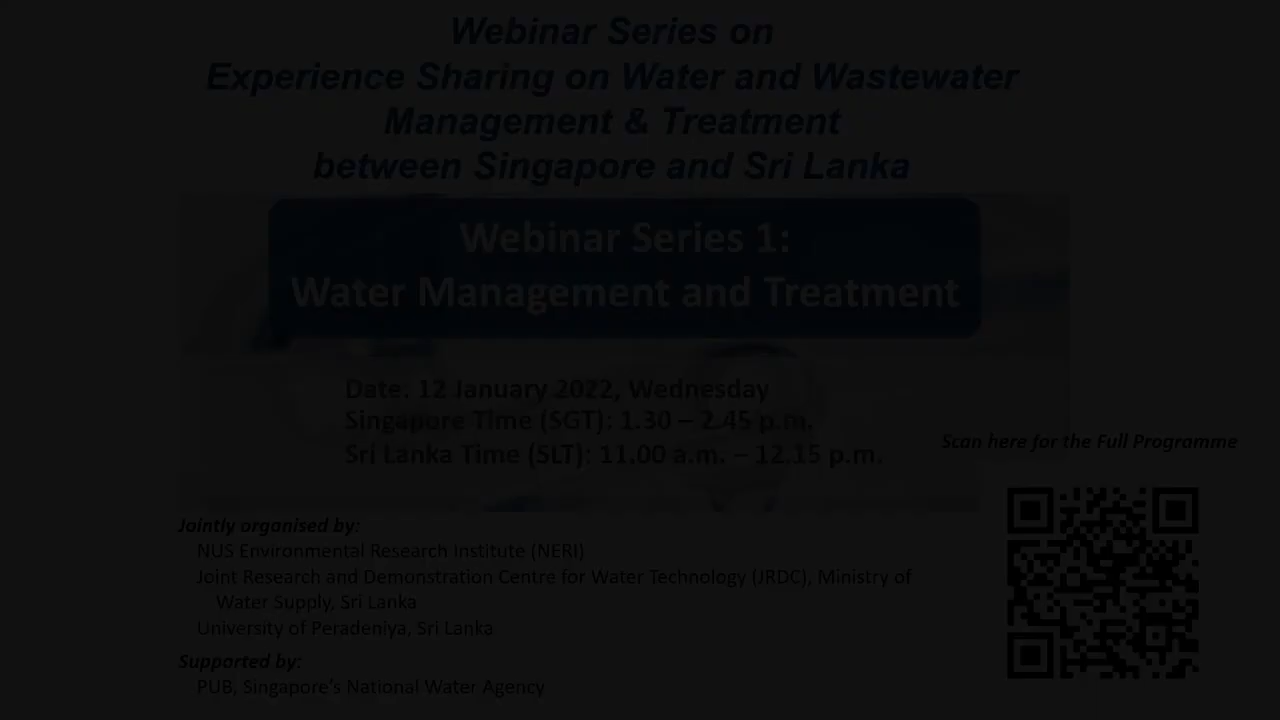 Webinar Series on
Experience Sharing on Water and Wastewater
Management & Treatment
between Singapore and Sri Lanka
Webinar Series 1:
Water Management and Treatment
Date: 12 January 2022, Wednesday
Singapore Time (SGT): 1.30 – 2.45 p.m.
Sri Lanka Time (SLT): 11.00 a.m. – 12.15 p.m.
Scan here for the Full Programme
Jointly organised by:
NUS Environmental Research Institute (NERI)
Joint Research and Demonstration Centre for Water Technology (JRDC), Ministry of
Water Supply, Sri Lanka
University of Peradeniya, Sri Lanka
Supported by:
PUB, Singapore's National Water Agency